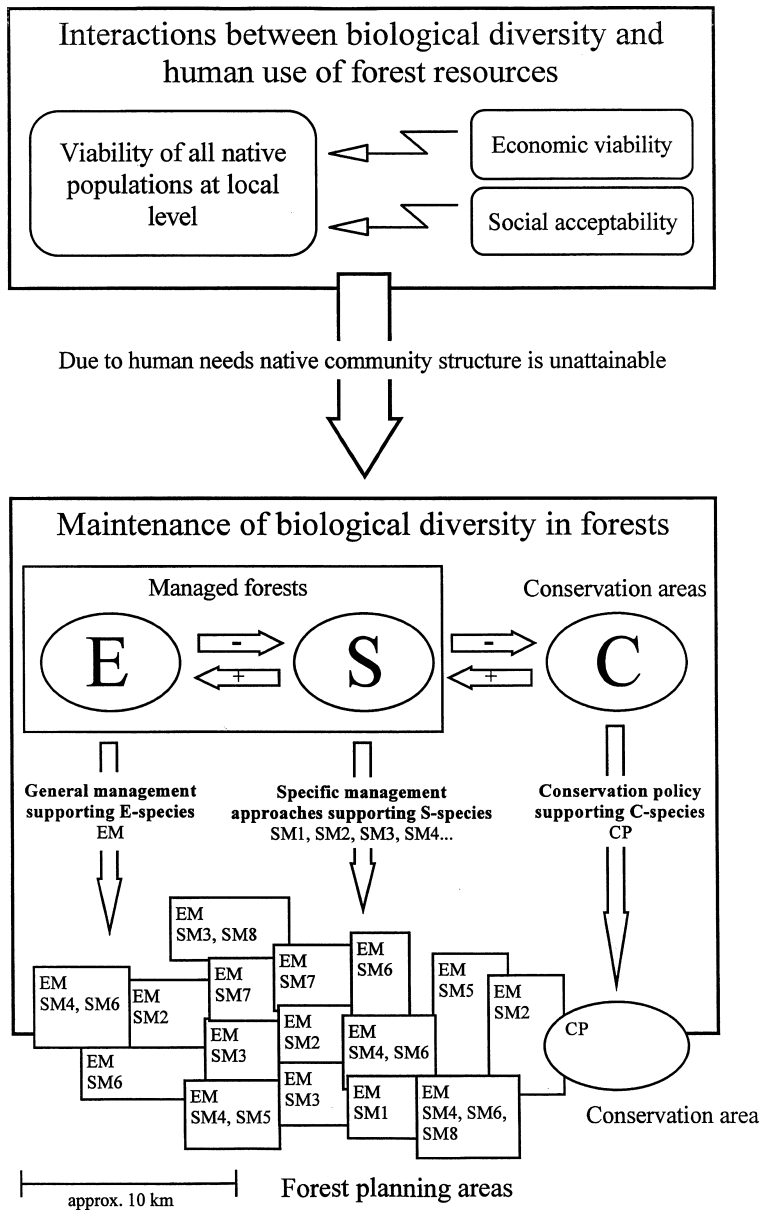 Interactions between biological diversity and
human use of forest resources
Viability of all native
populations at local
level
Economic viability
Social acceptability
Due to human needs native community structure is unattainable
Maintenance of biological diversity in forests
Managed forests
Conservation areas
E
-
+
S
-
+
C
General management
supporting E-species
EM
Specific management
approaches supporting S-species
SM1, SM2, SM3, SM4...
Conservation policy
supporting C-species
CP
EM
SM3, SM8
EM
SM4, SM6
EM
SM2
EM
SM7
EM
SM7
EM
SM6
EM
SM5
EM
SM2
EM
SM6
EM
SM3
EM
SM2
EM
SM4, SM6
EM
SM4, SM5
EM
SM3
EM
SM1
EM
SM4, SM6,
SM8
CP
Conservation area
approx. 10 km
Forest planning areas